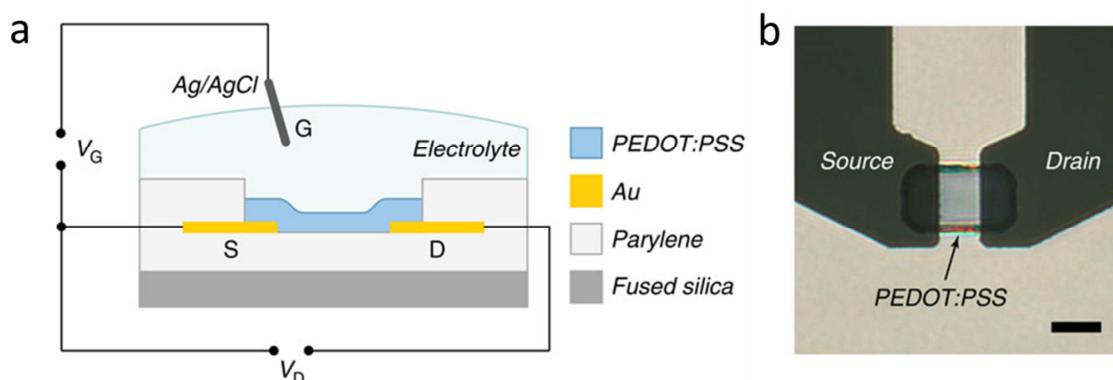 a
Ag/AgCl
G
V_G
Electrolyte
S
D
V_D
PEDOT:PSS
Au
Parylene
Fused silica
b
Source
Drain
PEDOT:PSS